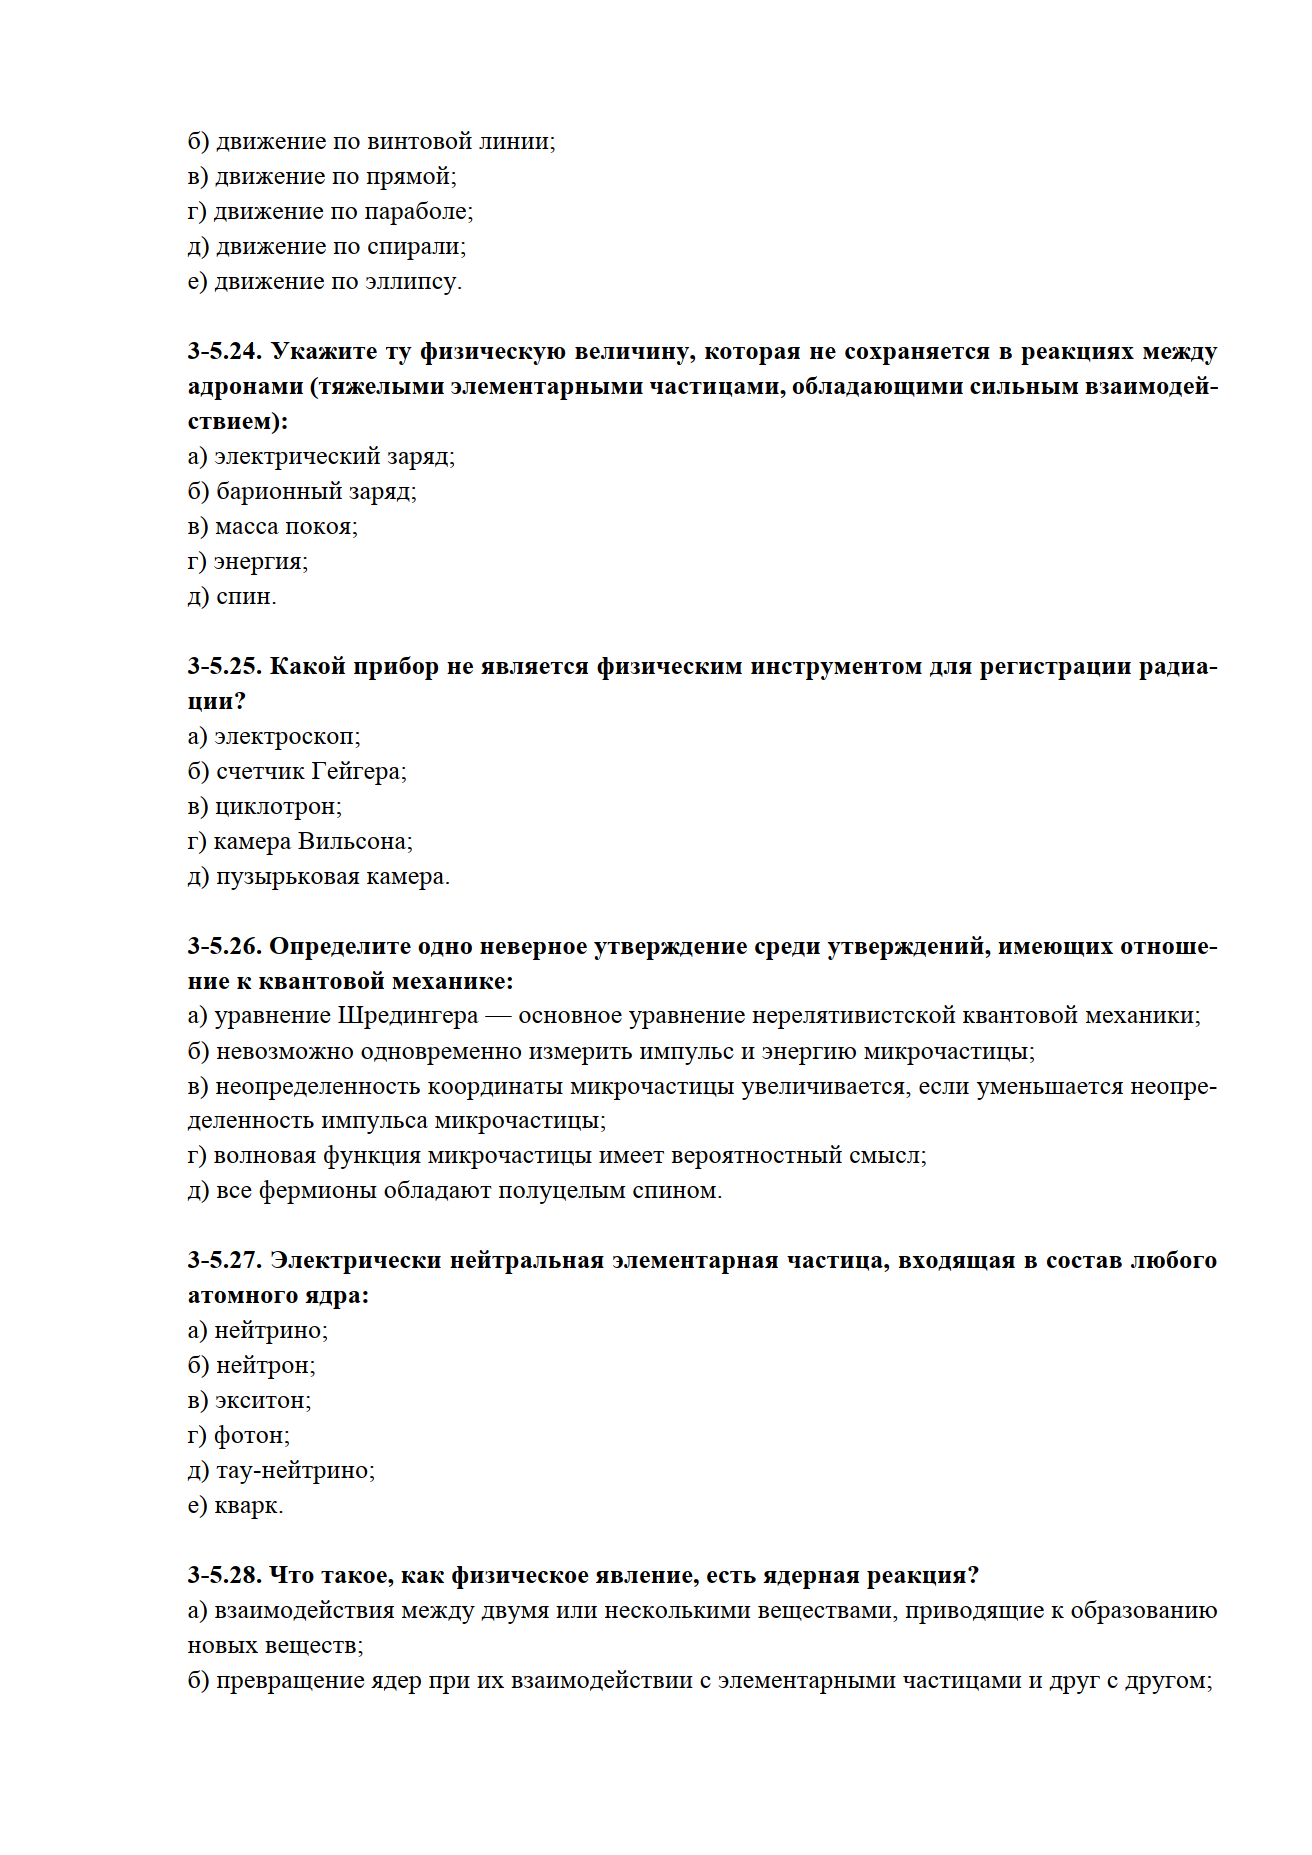 б) движение по винтовой линии;
в) движение по прямой;
г) движение по параболе;
д) движение по спирали;
е) движение по эллипсу.
3-5.24. Укажите ту физическую величину, которая не сохраняется в реакциях между
адронами (тяжелыми элементарными частицами, обладающими сильным взаимодей-
ствием):
а) электрический заряд;
б) барионный заряд;
в) масса покоя;
г) энергия;
д) спин.
3-5.25. Какой прибор не является физическим инструментом для регистрации радиа-
ции?
а) электроскоп;
б) счетчик Гейгера;
в) циклотрон;
г) камера Вильсона;
д) пузырьковая камера.
3-5.26. Определите одно неверное утверждение среди утверждений, имеющих отноше-
ние к квантовой механике:
а) уравнение Шредингера — основное уравнение нерелятивистской квантовой механики;
б) невозможно одновременно измерить импульс и энергию микрочастицы;
в) неопределенность координаты микрочастицы увеличивается, если уменьшается неопре-
деленность импульса микрочастицы;
г) волновая функция микрочастицы имеет вероятностный смысл;
д) все фермионы обладают полуцелым спином.
3-5.27. Электрически нейтральная элементарная частица, входящая в состав любого
атомного ядра:
а) нейтрино;
б) нейтрон;
в) экситон;
г) фотон;
д) тау-нейтрино;
е) кварк.
3-5.28. Что такое, как физическое явление, есть ядерная реакция?
а) взаимодействия между двумя или несколькими веществами, приводящие к образованию
новых веществ;
б) превращение ядер при их взаимодействии с элементарными частицами и друг с другом;